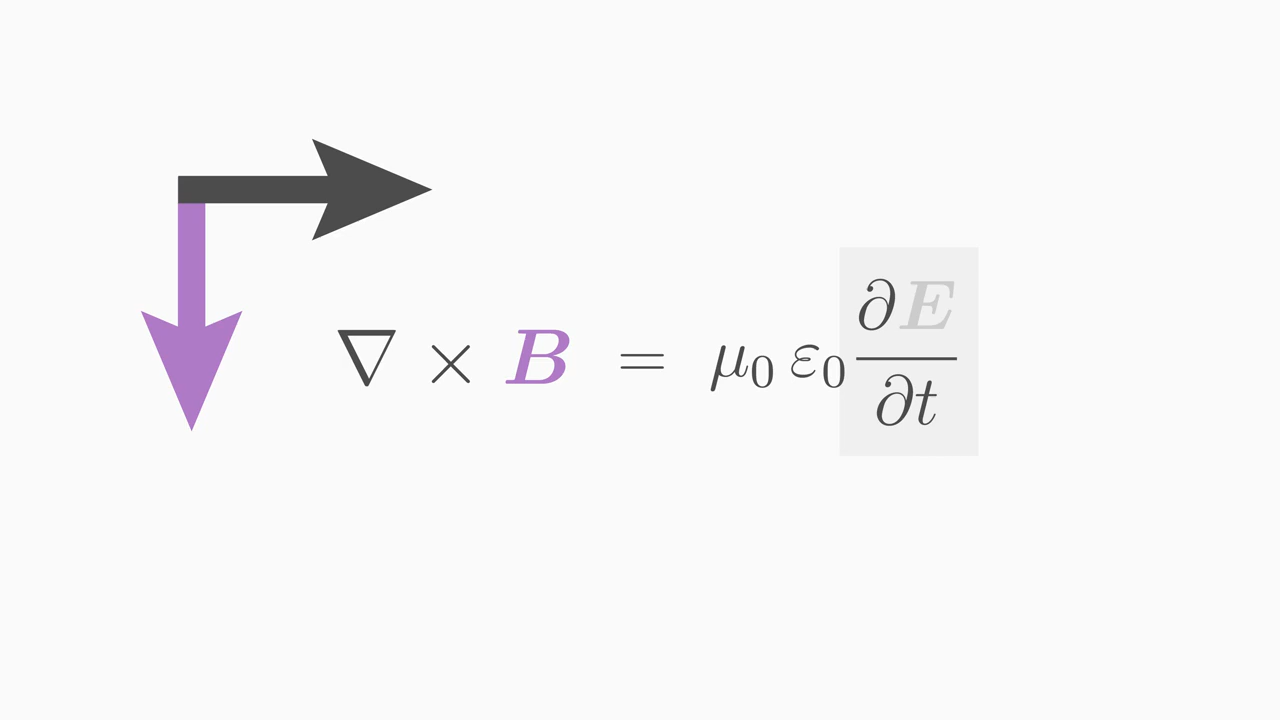 ∇ × B = μ₀ ε₀ ∂E/∂t